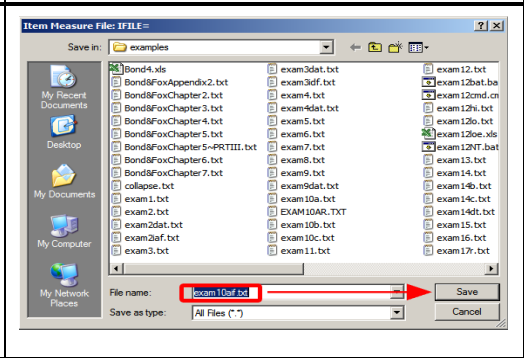 Item Measure File: IFILE=
Save in: examples
My Recent Documents
Desktop
My Documents
My Computer
My Network Places
Bond4.xls
Bond&FoxAppendix2.txt
Bond&FoxChapter2.txt
Bond&FoxChapter3.txt
Bond&FoxChapter4.txt
Bond&FoxChapter5.txt
Bond&FoxChapter5~PRTIII.txt
Bond&FoxChapter6.txt
Bond&FoxChapter7.txt
collapse.txt
exam1.txt
exam2.txt
exam2dat.txt
exam2iaf.txt
exam3.txt
exam3dat.txt
exam3idf.txt
exam4.txt
exam4dat.txt
exam5.txt
exam6.txt
exam7.txt
exam8.txt
exam9.txt
exam9dat.txt
exam10a.txt
EXAM10AR.TXT
exam10b.txt
exam10c.txt
exam11.txt
exam12.txt
exam12bat.ba
exam12cmd.cm
exam12hi.txt
exam12lo.txt
exam12loe.xls
exam12NT.bat
exam13.txt
exam14.txt
exam14b.txt
exam14c.txt
exam14dt.txt
exam15.txt
exam16.txt
exam17r.txt
File name: exam10aif.txt Save
Save as type: All Files (*.*) Cancel